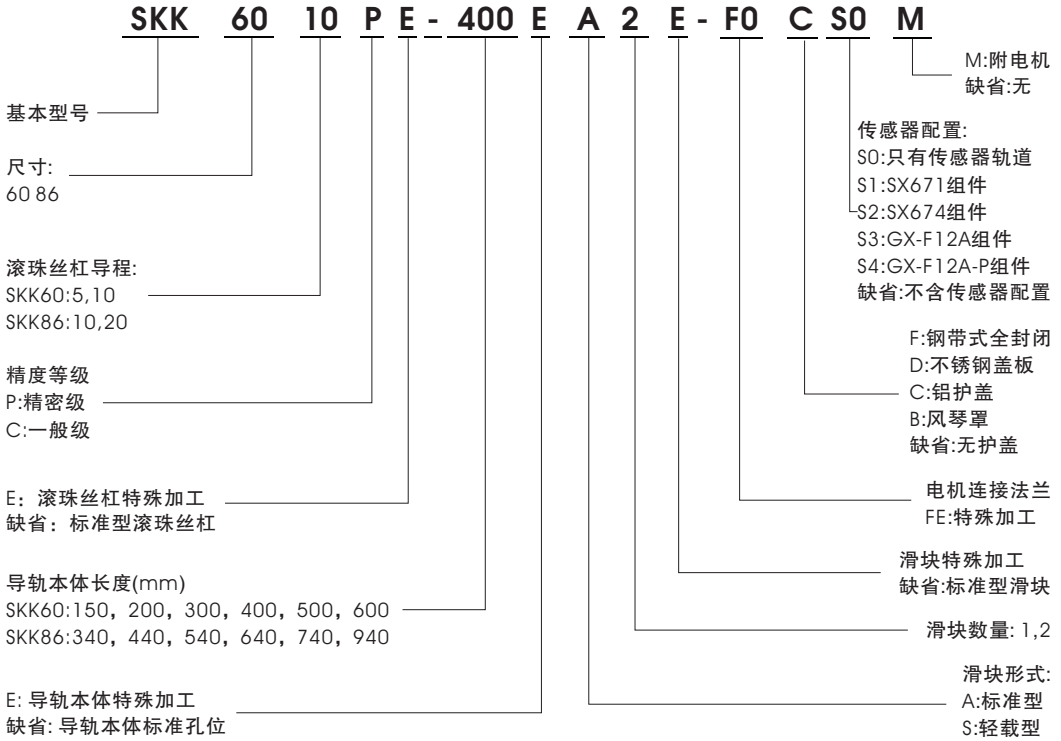 SKK 60 10 P E - 400 E A 2 E - F0 C S0 M
基本型号
尺寸:
60 86
滚珠丝杠导程:
SKK60:5,10
SKK86:10,20
精度等级
P:精密级
C:一般级
E：滚珠丝杠特殊加工
缺省：标准型滚珠丝杠
导轨本体长度(mm)
SKK60:150，200，300，400，500，600
SKK86:340，440，540，640，740，940
E: 导轨本体特殊加工
缺省: 导轨本体标准孔位
M:附电机
缺省:无
传感器配置:
S0:只有传感器轨道
S1:SX671组件
S2:SX674组件
S3:GX-F12A组件
S4:GX-F12A-P组件
缺省:不含传感器配置
F:钢带式全封闭
D:不锈钢盖板
C:铝护盖
B:风琴罩
缺省:无护盖
电机连接法兰
FE:特殊加工
滑块特殊加工
缺省:标准型滑块
滑块数量: 1,2
滑块形式:
A:标准型
S:轻载型